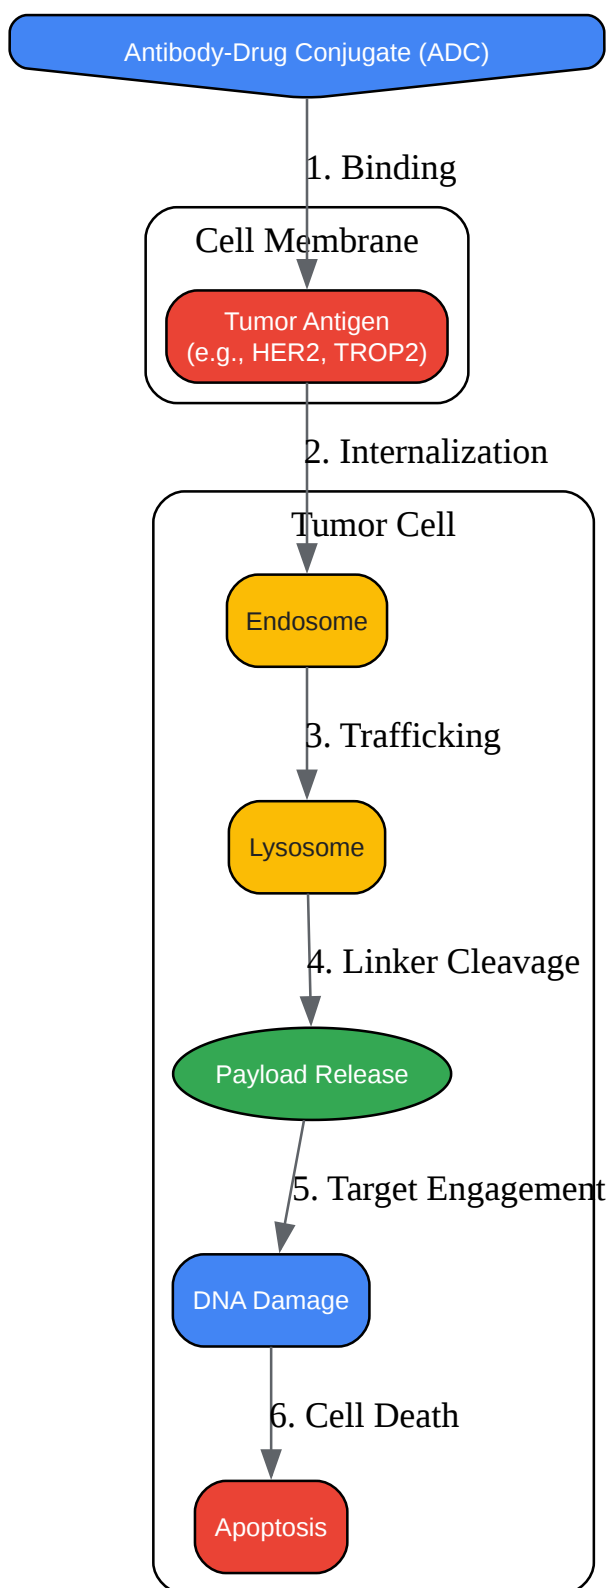 Antibody-Drug Conjugate (ADC)
1. Binding
Cell Membrane
Tumor Antigen
(e.g., HER2, TROP2)
2. Internalization
Tumor Cell
Endosome
3. Trafficking
Lysosome
4. Linker Cleavage
Payload Release
5. Target Engagement
DNA Damage
6. Cell Death
Apoptosis